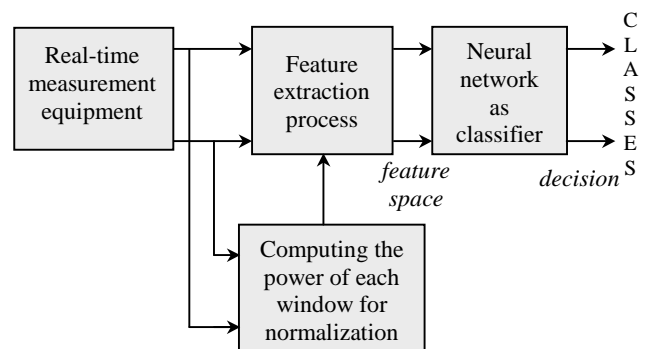 Real-time
measurement
equipment
Feature
extraction
process
Neural
network
as
classifier
C
L
A
S
S
E
S
feature
space
decision
Computing the
power of each
window for
normalization